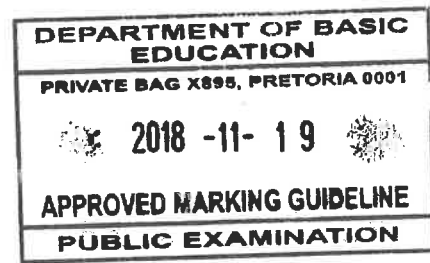 DEPARTMENT OF BASIC
EDUCATION
PRIVATE BAG X895, PRETORIA 0001
2018 -11- 19
APPROVED MARKING GUIDELINE
PUBLIC EXAMINATION